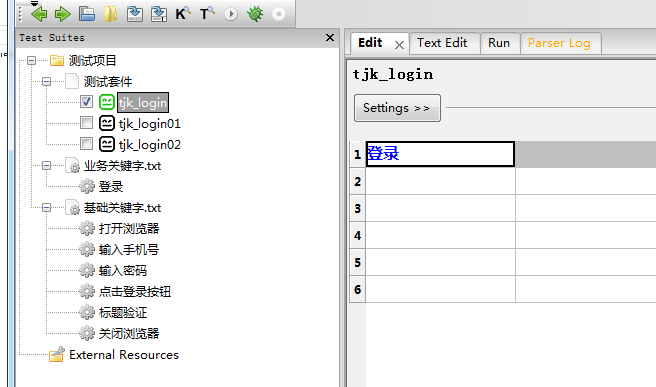 K T
Test Suites
测试项目
测试套件
tjk_login
tjk_login01
tjk_login02
业务关键字.txt
登录
基础关键字.txt
打开浏览器
输入手机号
输入密码
点击登录按钮
标题验证
关闭浏览器
External Resources
Edit Text Edit Run Parser Log
tjk_login
Settings >>
1 登录
2
3
4
5
6